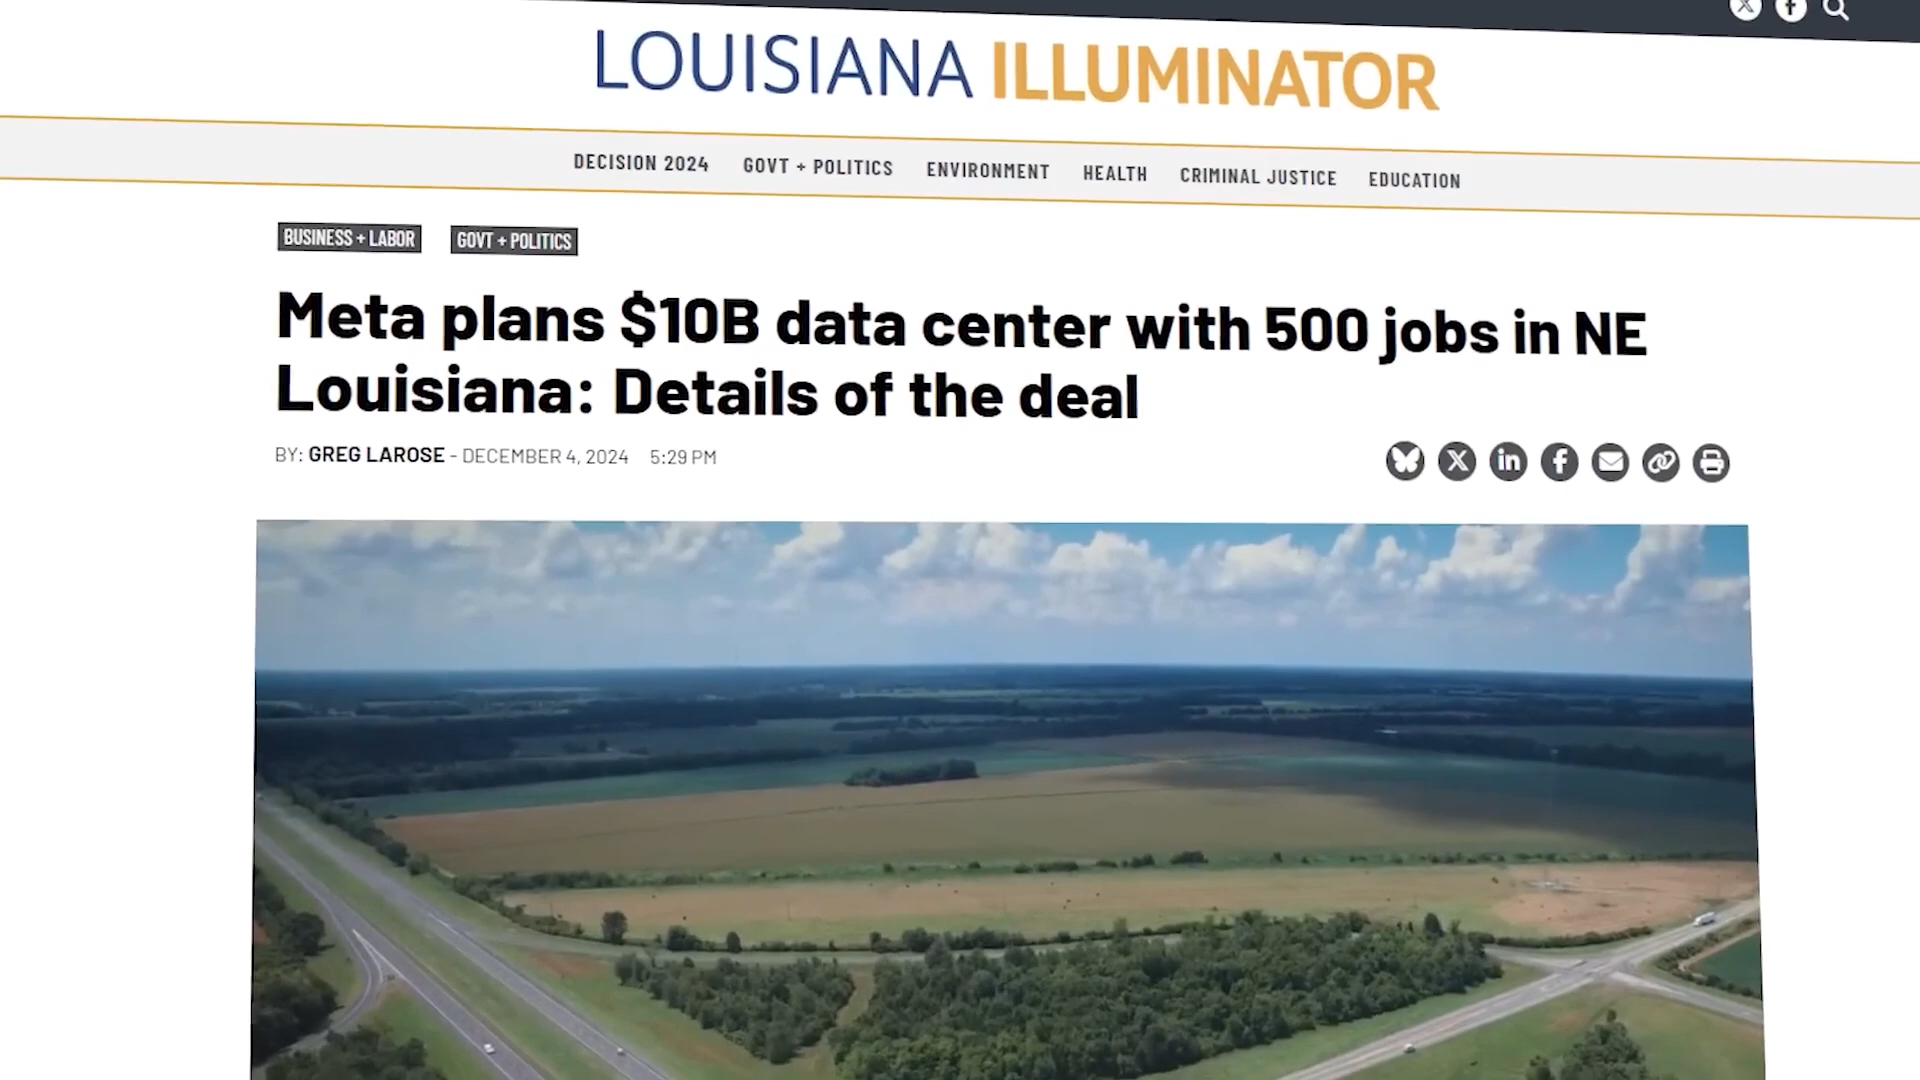 LOUISIANA ILLUMINATOR
DECISION 2024 GOVT + POLITICS ENVIRONMENT HEALTH CRIMINAL JUSTICE EDUCATION
BUSINESS + LABOR GOVT + POLITICS
Meta plans $10B data center with 500 jobs in NE
Louisiana: Details of the deal
BY: GREG LAROSE - DECEMBER 4, 2024 5:29 PM